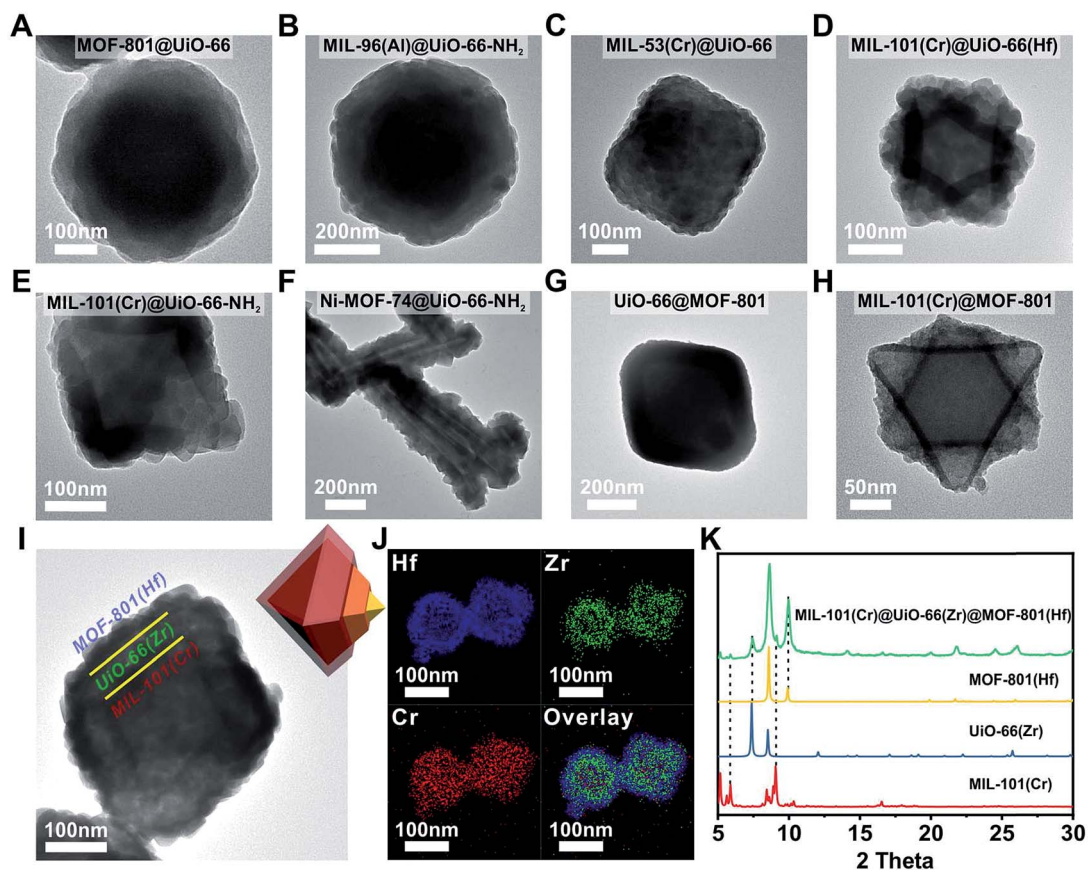 A
MOF-801@UiO-66
100nm
B
MIL-96(Al)@UiO-66-NH₂
200nm
C
MIL-53(Cr)@UiO-66
100nm
D
MIL-101(Cr)@UiO-66(Hf)
100nm
E
MIL-101(Cr)@UiO-66-NH₂
100nm
F
Ni-MOF-74@UiO-66-NH₂
200nm
G
UiO-66@MOF-801
200nm
H
MIL-101(Cr)@MOF-801
50nm
I
MOF-801(Hf)
UiO-66(Zr)
MIL-101(Cr)
100nm
J
Hf
100nm
Zr
100nm
Cr
100nm
Overlay
100nm
K
MIL-101(Cr)@UiO-66(Zr)@MOF-801(Hf)
MOF-801(Hf)
UiO-66(Zr)
MIL-101(Cr)
5 10 15 20 25 30
2 Theta